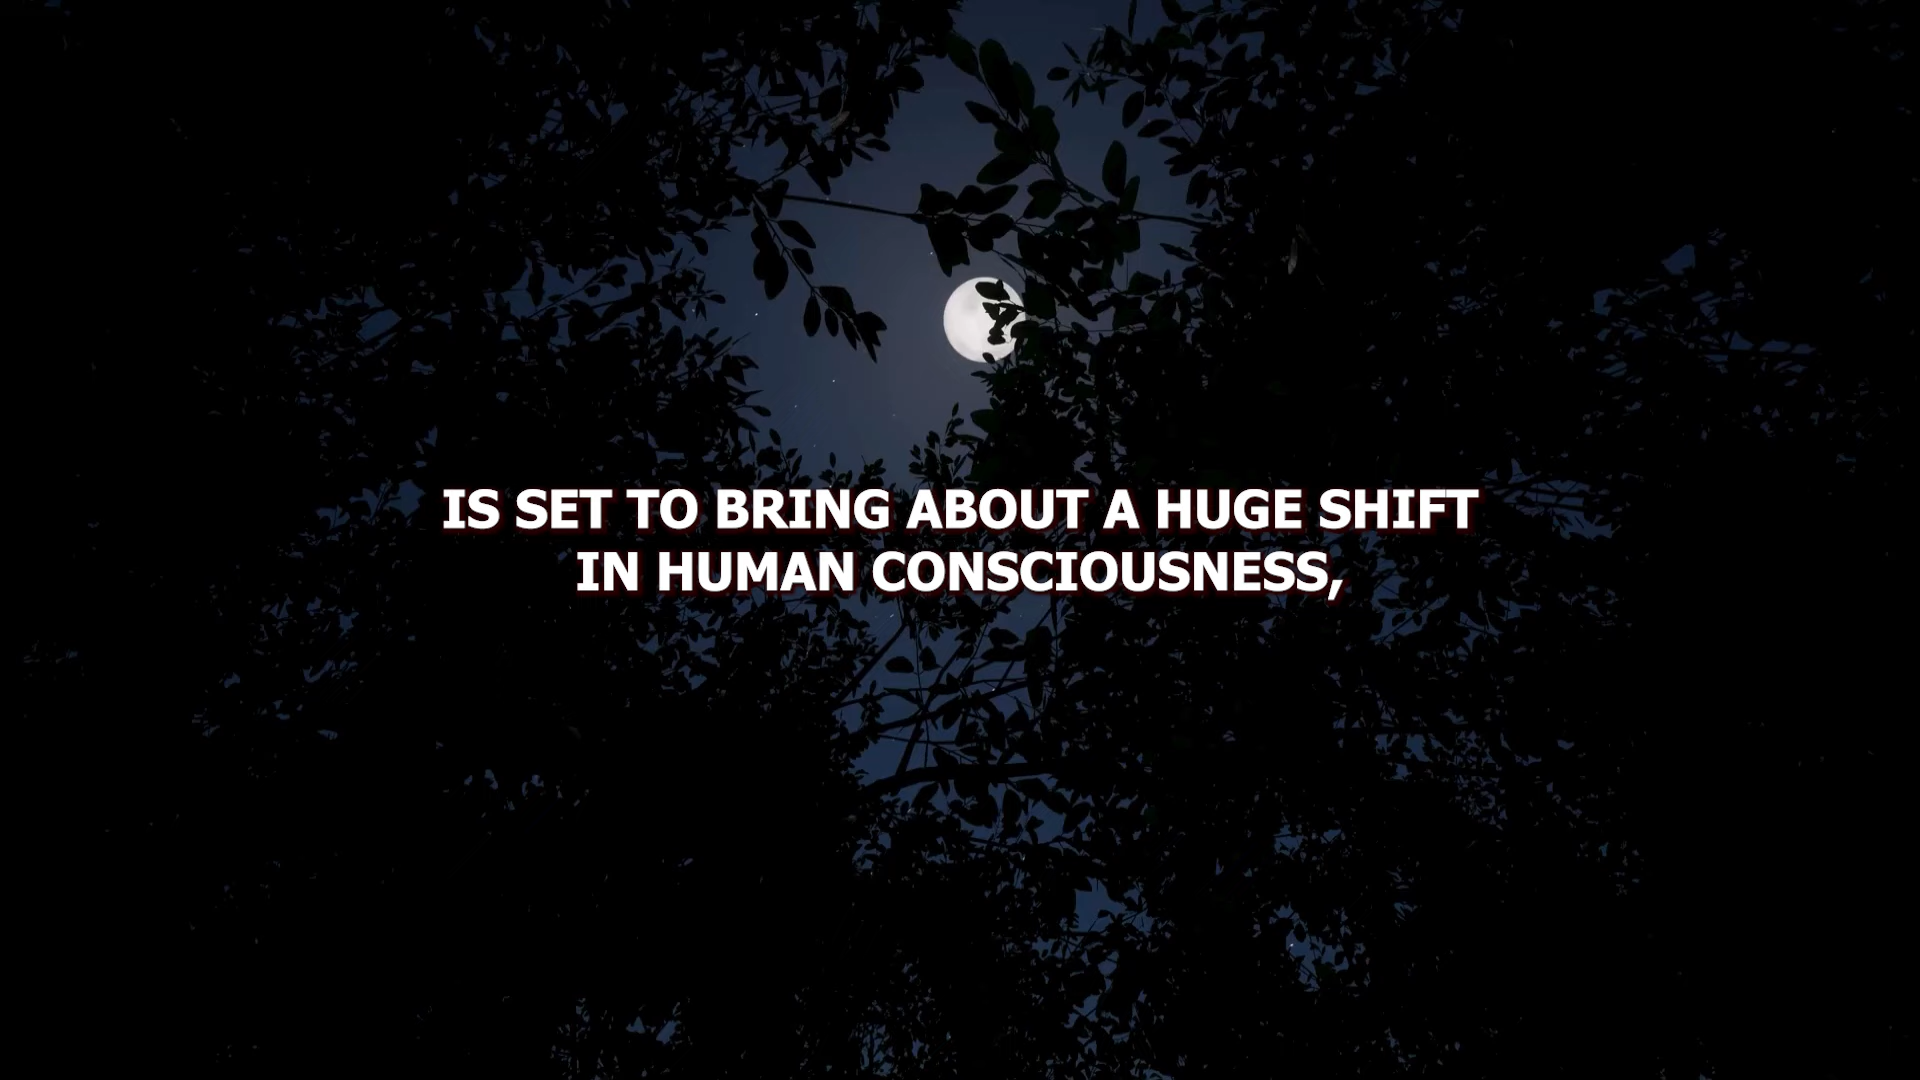 IS SET TO BRING ABOUT A HUGE SHIFT
IN HUMAN CONSCIOUSNESS,